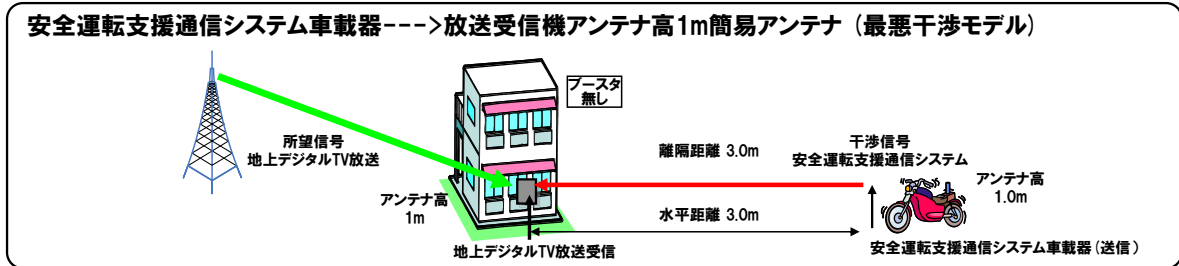 安全運転支援通信システム車載器--->放送受信機アンテナ高1m簡易アンテナ（最悪干渉モデル）
ブースタ
無し
所望信号
地上デジタルTV放送
離隔距離 3.0m
干渉信号
安全運転支援通信システム
アンテナ高
1m
アンテナ高
1.0m
水平距離 3.0m
地上デジタルTV放送受信
安全運転支援通信システム車載器（送信）